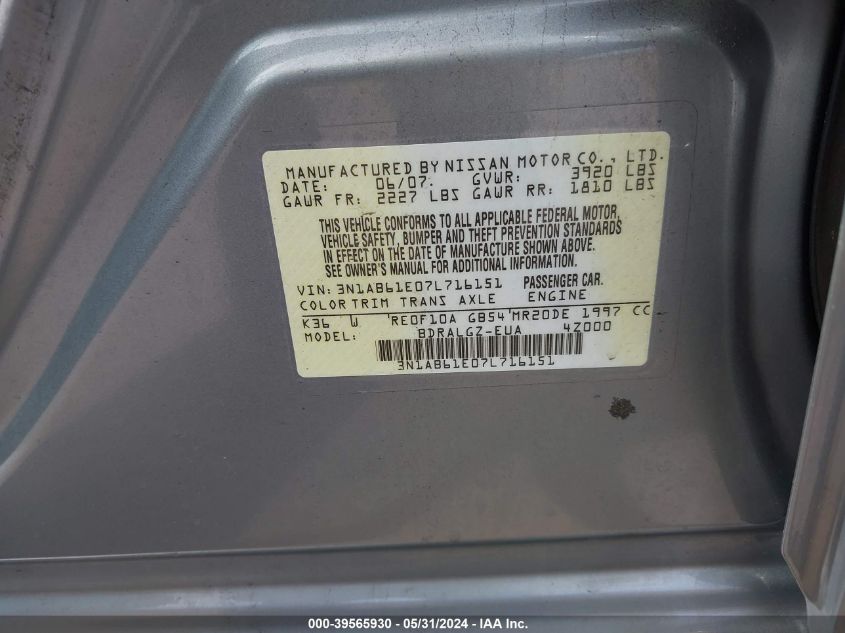 MANUFACTURED BY NISSAN MOTOR CO., LTD.
DATE: 06/07. GVWR: 3920 LBS
GAWR FR: 2227 LBS GAWR RR: 1810 LBS
THIS VEHICLE CONFORMS TO ALL APPLICABLE FEDERAL MOTOR
VEHICLE SAFETY, BUMPER AND THEFT PREVENTION STANDARDS
IN EFFECT ON THE DATE OF MANUFACTURE SHOWN ABOVE.
SEE OWNER'S MANUAL FOR ADDITIONAL INFORMATION.
VIN: 3N1AB61E07L716151 PASSENGER CAR.
COLOR TRIM TRANS AXLE ENGINE
K36 W 'RE0F10A GB54'MR20DE 1997 CC
MODEL: BDRALGZ-EUA 4Z000
3N1AB61E07L716151
000-39565930 - 05/31/2024 - IAA Inc.